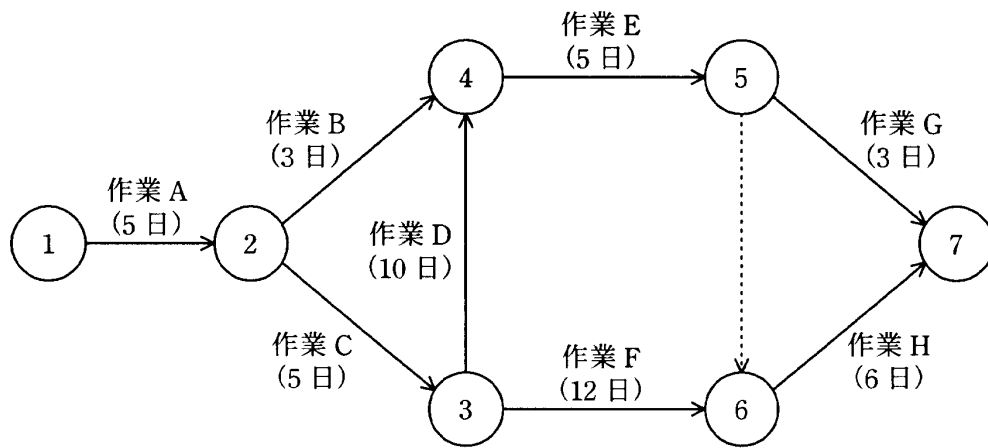 作業 E
(5 日)
4
5
作業 B
(3 日)
作業 G
(3 日)
作業 A
(5 日)
1
2
作業 D
(10 日)
7
作業 C
(5 日)
作業 F
(12 日)
作業 H
(6 日)
3
6